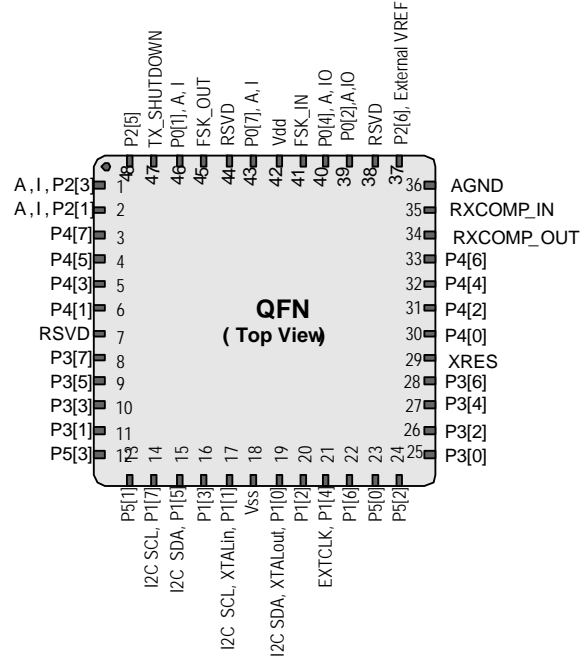 P2[5]
TX_SHUTDOWN
P0[1], A, I
FSK_OUT
RSVD
P0[7], A, I
Vdd
FSK_IN
P0[4], A, IO
P0[2],A,IO
RSVD
P2[6], External VREF
48 47 46 45 44 43 42 41 40 39 38 37
A , I , P2[3] 1
A, I, P2[1] 2
P4[7] 3
P4[5] 4
P4[3] 5
P4[1] 6
RSVD 7
P3[7] 8
P3[5] 9
P3[3] 10
P3[1] 11
P5[3] 12
QFN
( Top View)
36 AGND
35 RXCOMP_IN
34 RXCOMP_OUT
33 P4[6]
32 P4[4]
31 P4[2]
30 P4[0]
29 XRES
28 P3[6]
27 P3[4]
26 P3[2]
25 P3[0]
13 14 15 16 17 18 19 20 21 22 23 24
P5[1]
I2C SCL, P1[7]
I2C SDA, P1[5]
P1[3]
I2C SCL, XTALin, P1[1]
Vss
I2C SDA, XTALout, P1[0]
P1[2]
EXTCLK, P1[4]
P1[6]
P5[0]
P5[2]